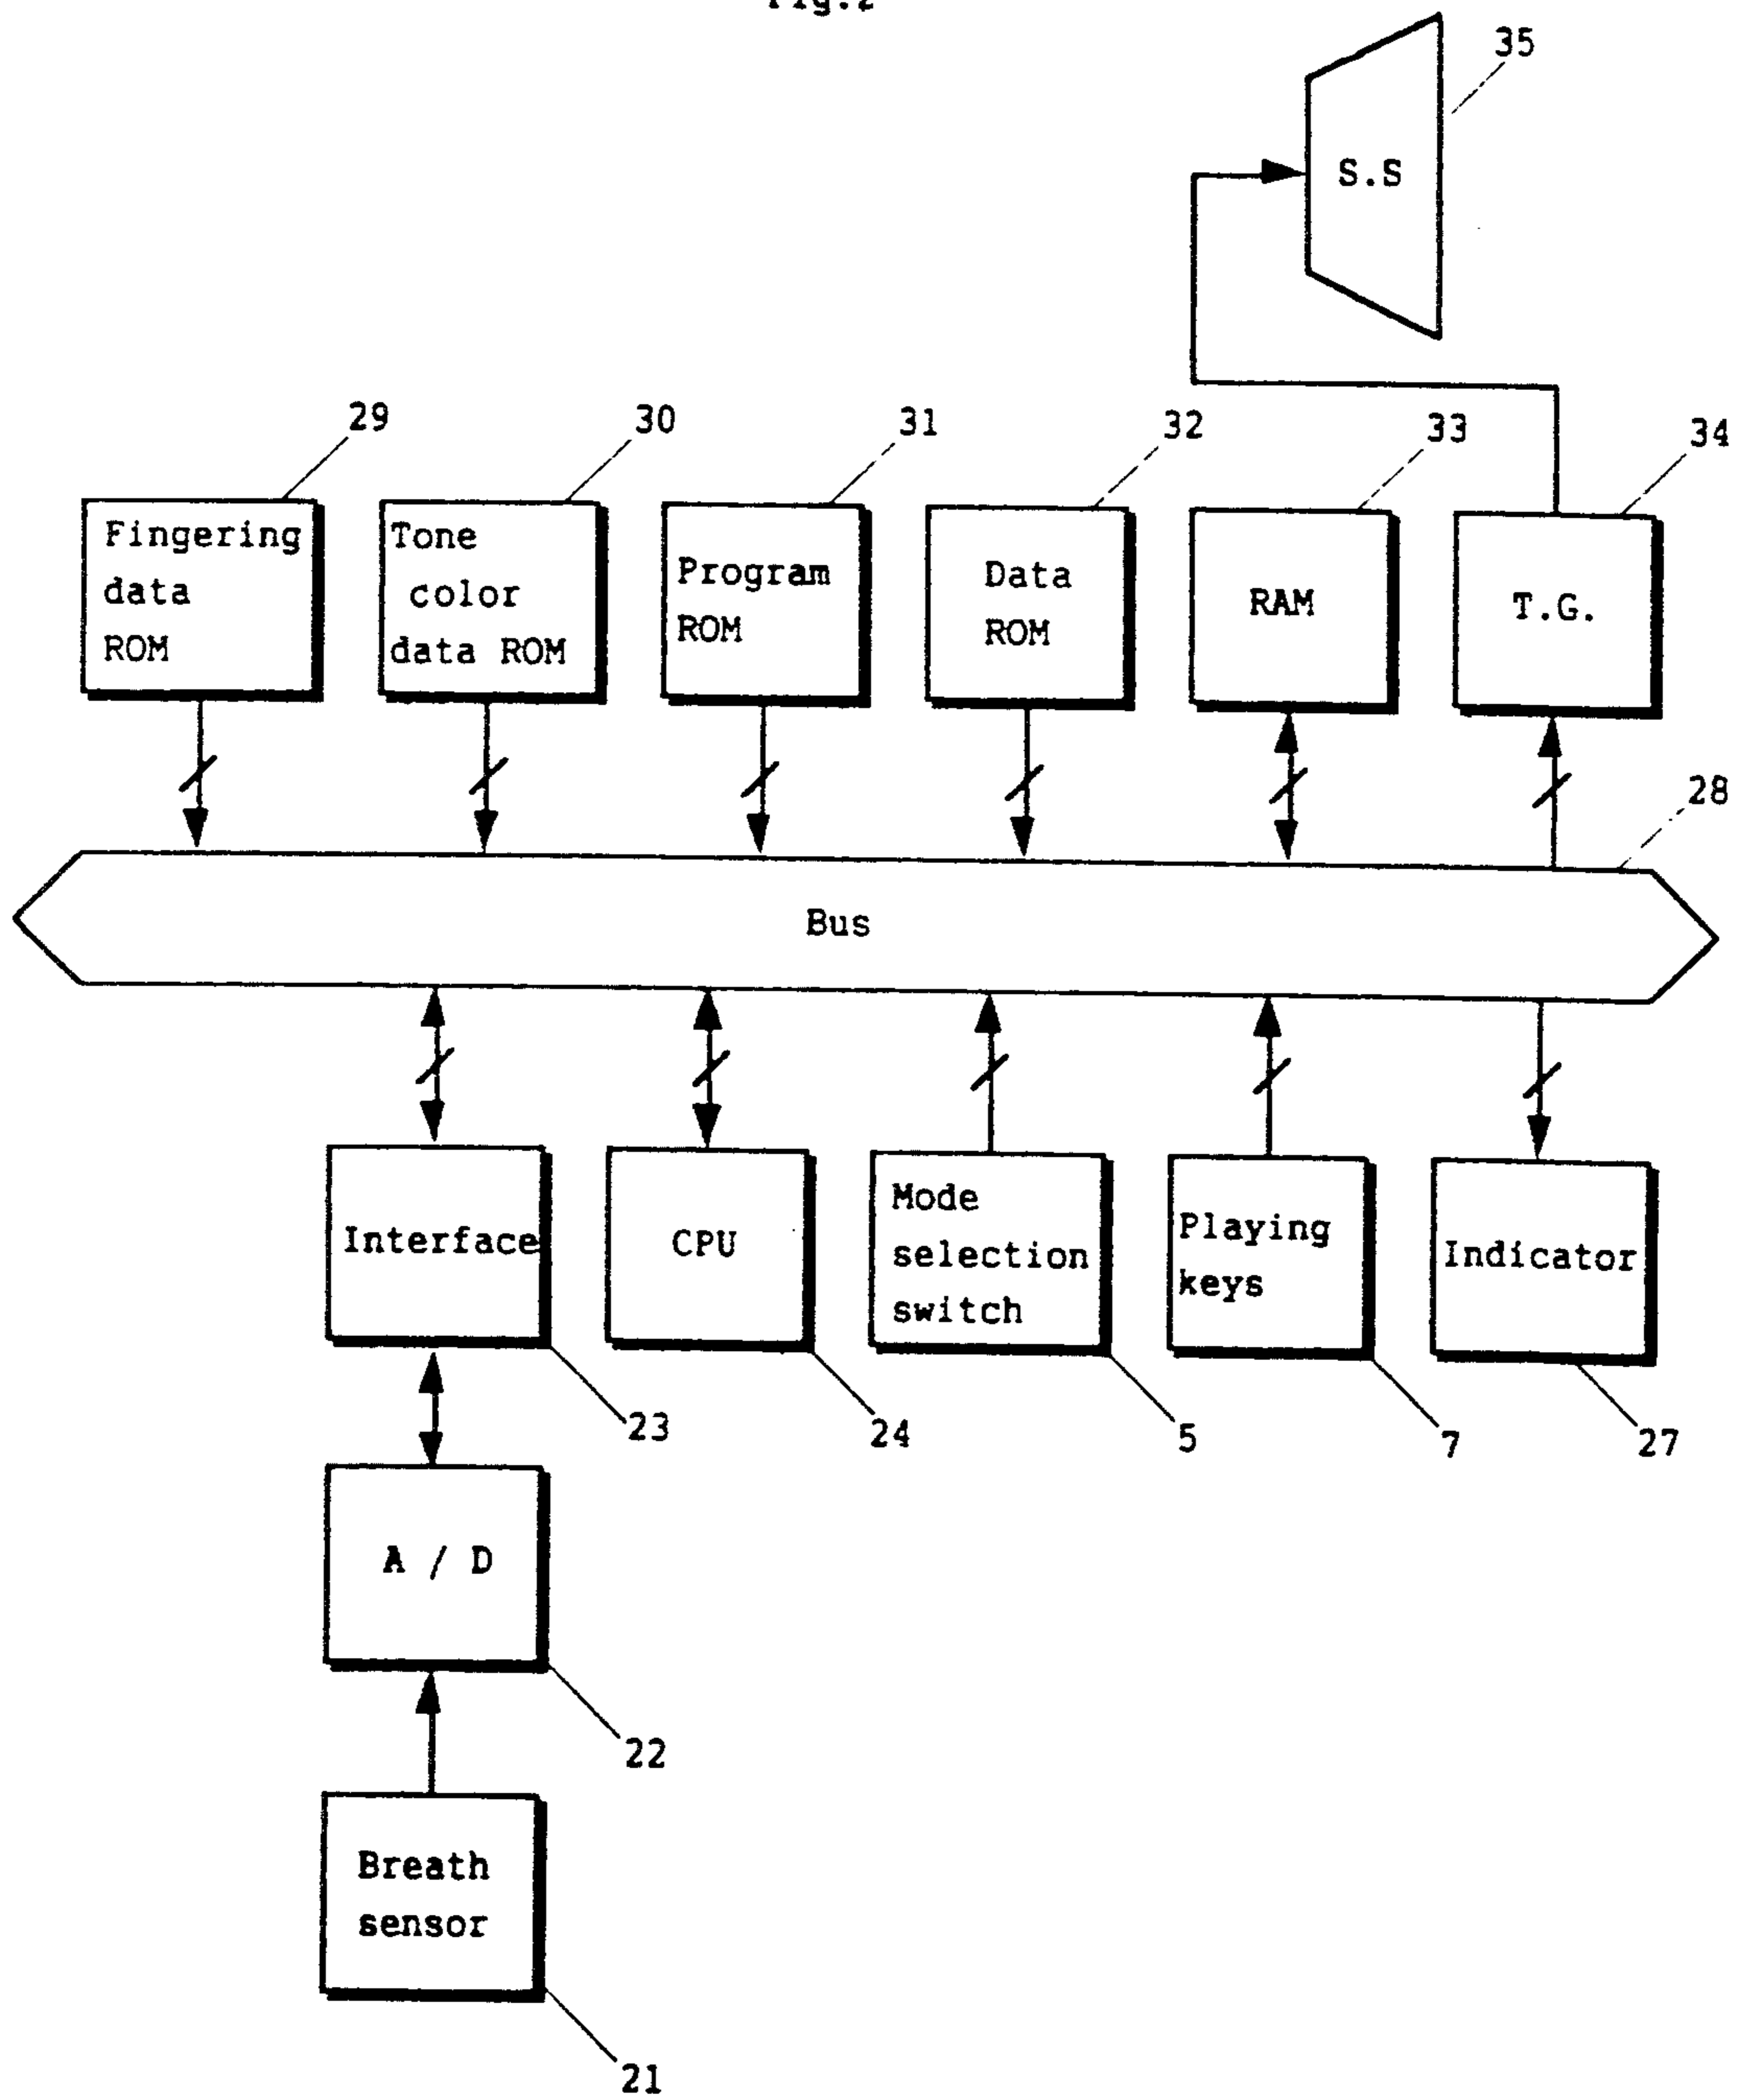 Fig.2
35
S.S
29
30
31
32
33
34
Fingering
data
ROM
Tone
color
data ROM
Program
ROM
Data
ROM
RAM
T.G.
28
Bus
Interface
CPU
Mode
selection
switch
Playing
keys
Indicator
23
24
5
7
27
A / D
22
Breath
sensor
21